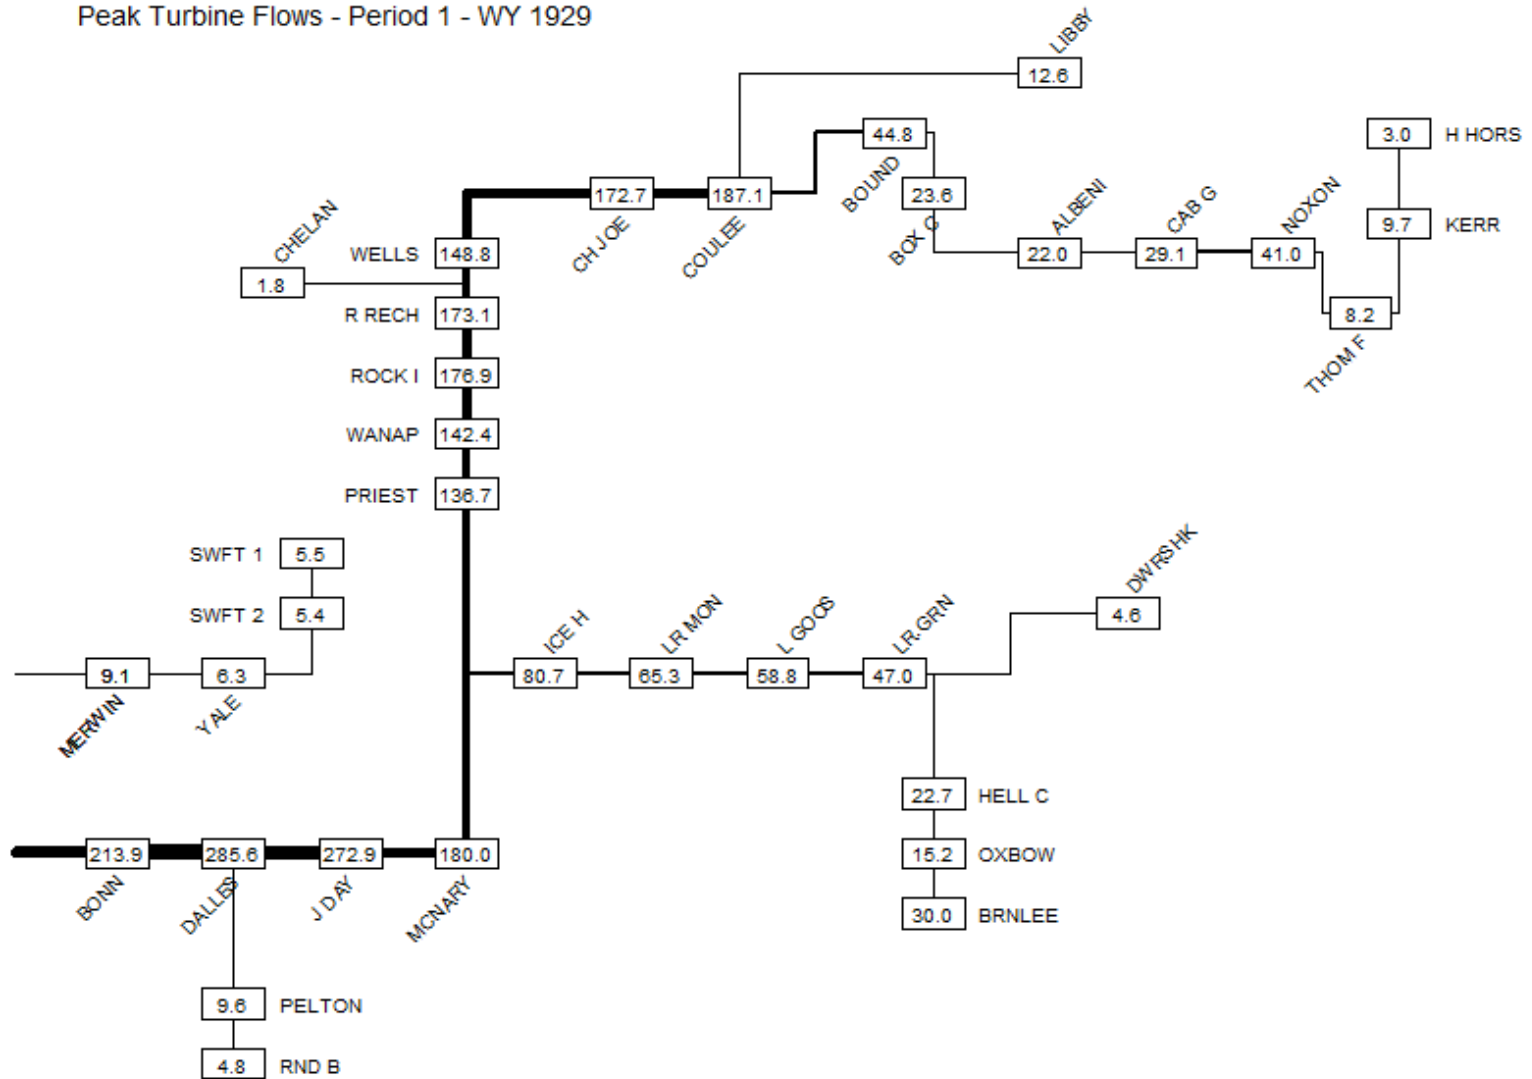 Peak Turbine Flows - Period 1 - WY 1929
LIBBY
12.6
44.8
BOUND
3.0 H HORS
172.7
CH JOE
187.1
COULEE
23.6
BOX C
ALBENI
22.0
CAB G
29.1
NOXON
41.0
9.7 KERR
CHELAN
1.8
WELLS 148.8
R RECH 173.1
8.2
THOM F
ROCK I 176.9
WANAP 142.4
PRIEST 136.7
SWFT 1 5.5
SWFT 2 5.4
DWRSHK
4.6
ICE H
80.7
LR MON
65.3
L GOOS
58.8
LR.GRN
47.0
9.1
MERWIN
6.3
YALE
22.7 HELL C
15.2 OXBOW
30.0 BRNLEE
213.9
BONN
285.6
DALLES
272.9
J DAY
180.0
MCNARY
9.6 PELTON
4.8 RND B